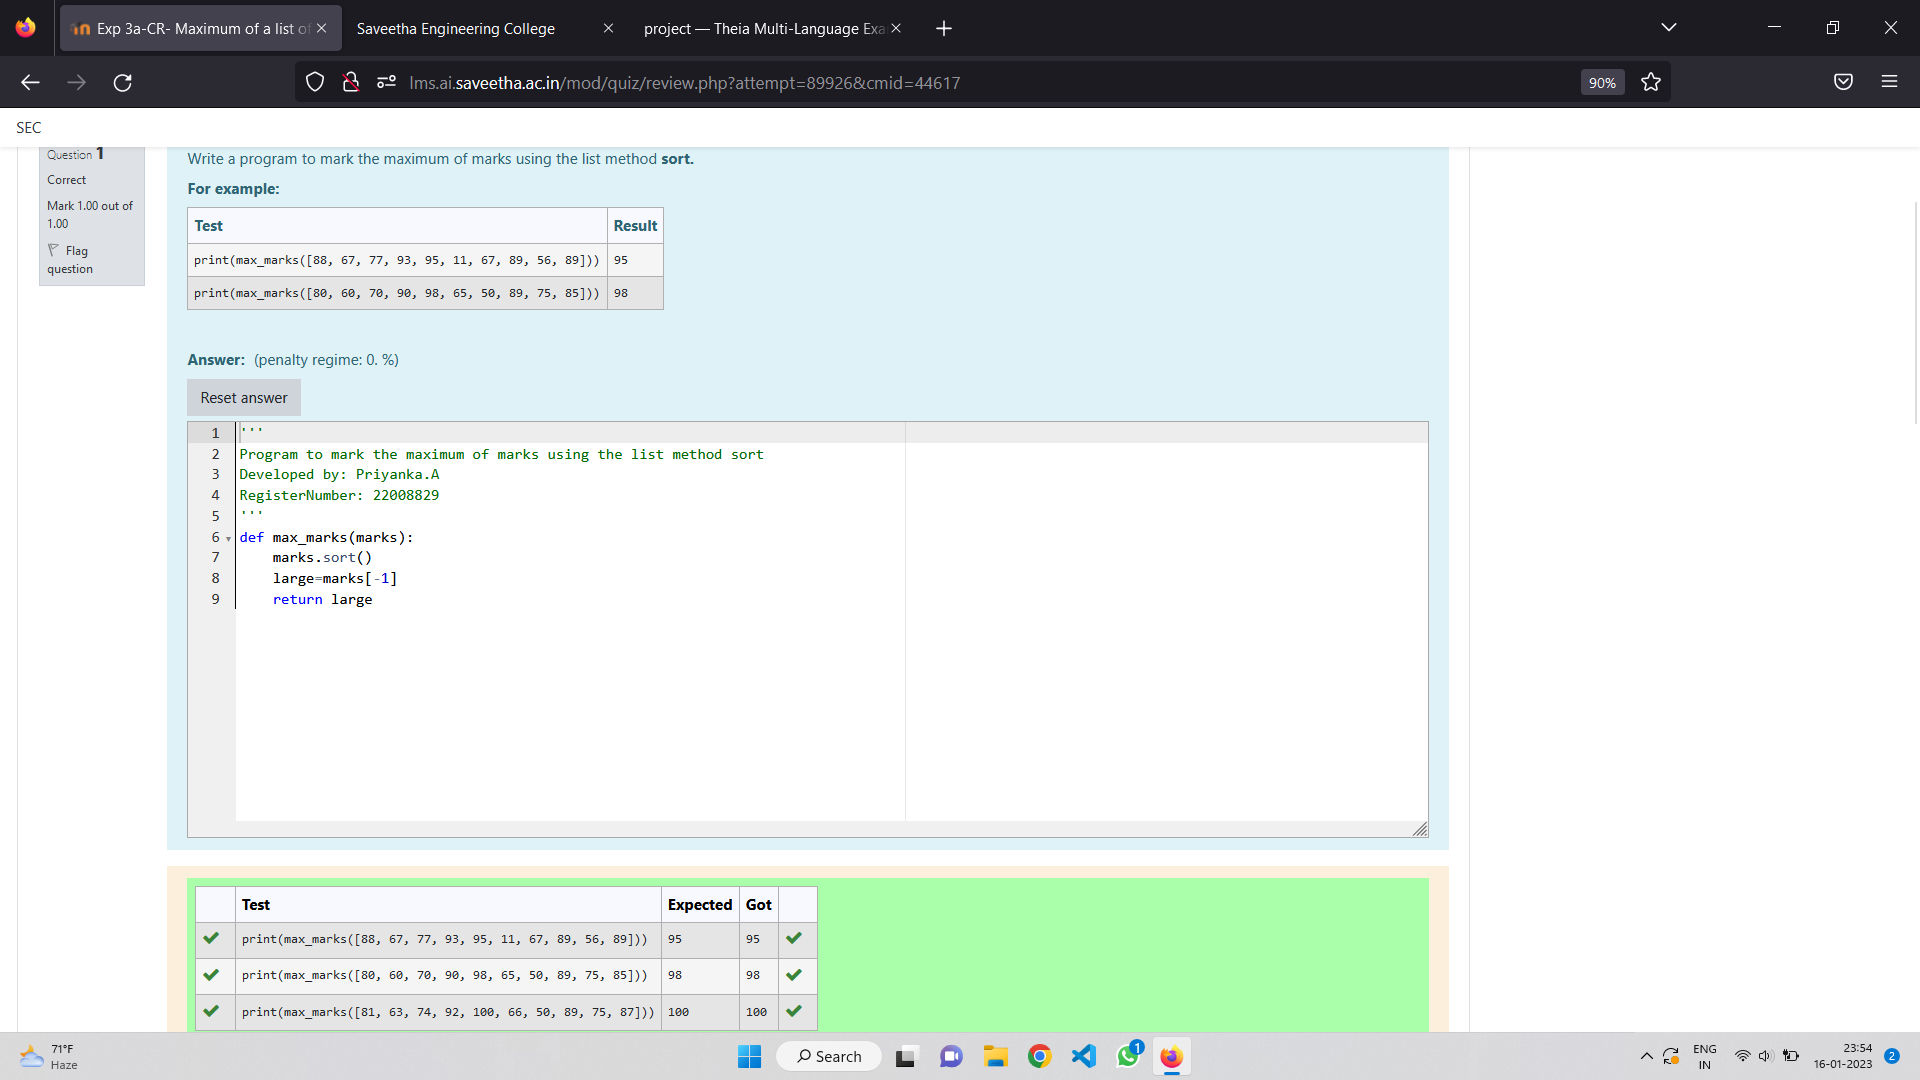 Exp 3a-CR- Maximum of a list of
Saveetha Engineering College
project — Theia Multi-Language Exa
lms.ai.saveetha.ac.in/mod/quiz/review.php?attempt=89926&cmid=44617
90%
SEC
Question 1
Correct
Mark 1.00 out of
1.00
Flag
question
Write a program to mark the maximum of marks using the list method sort.
For example:
Test Result
print(max_marks([88, 67, 77, 93, 95, 11, 67, 89, 56, 89])) 95
print(max_marks([80, 60, 70, 90, 98, 65, 50, 89, 75, 85])) 98
Answer: (penalty regime: 0. %)
Reset answer
1 '''
2 Program to mark the maximum of marks using the list method sort
3 Developed by: Priyanka.A
4 RegisterNumber: 22008829
5 '''
6 def max_marks(marks):
7     marks.sort()
8     large=marks[-1]
9     return large
Test Expected Got
print(max_marks([88, 67, 77, 93, 95, 11, 67, 89, 56, 89])) 95 95
print(max_marks([80, 60, 70, 90, 98, 65, 50, 89, 75, 85])) 98 98
print(max_marks([81, 63, 74, 92, 100, 66, 50, 89, 75, 87])) 100 100
71°F
Haze
Search
1
ENG
IN
23:54
16-01-2023
2